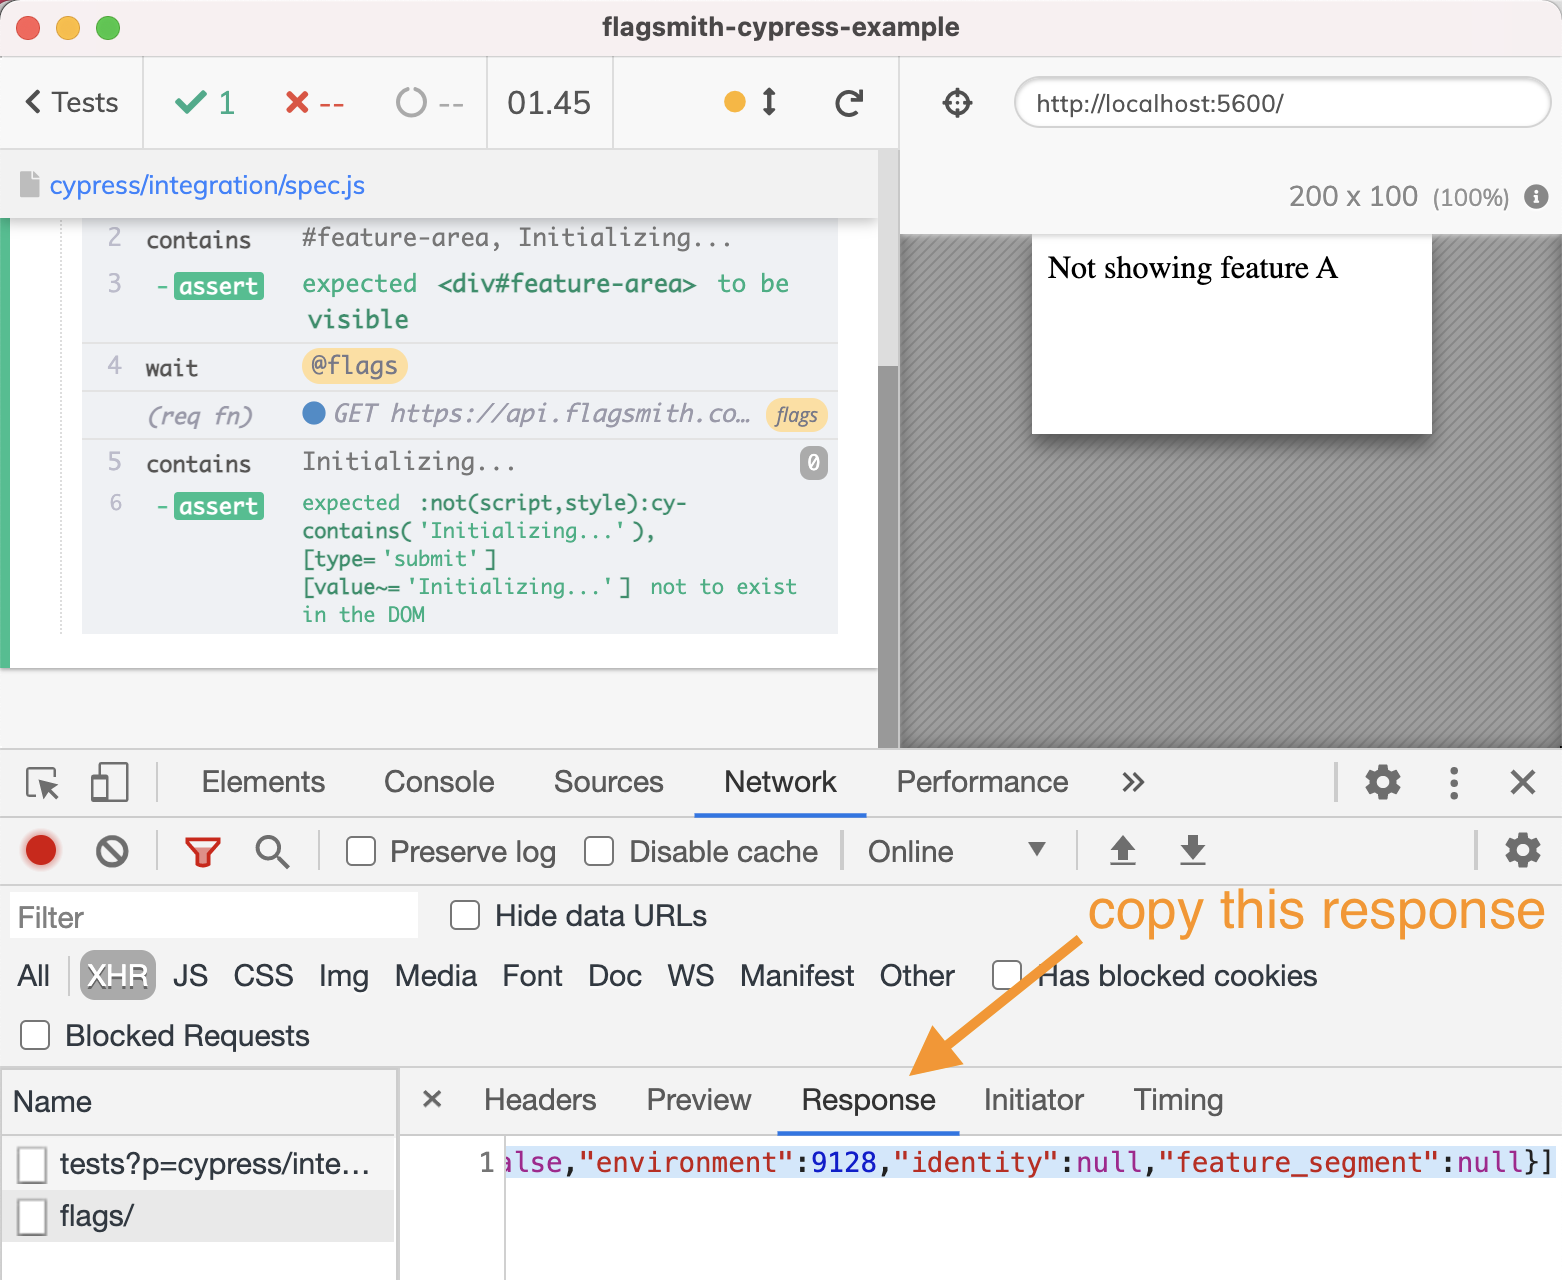 flagsmith-cypress-example
Tests
1
--
--
01.45
http://localhost:5600/
cypress/integration/spec.js
200 x 100 (100%)
2 contains #feature-area, Initializing...
3 -assert expected <div#feature-area> to be
visible
4 wait @flags
(req fn) GET https://api.flagsmith.co... flags
5 contains Initializing... 0
6 -assert expected :not(script,style):cy-
contains('Initializing...'),
[type='submit']
[value~='Initializing...'] not to exist
in the DOM
Not showing feature A
Elements Console Sources Network Performance »
Preserve log Disable cache Online
Filter Hide data URLs
copy this response
All XHR JS CSS Img Media Font Doc WS Manifest Other Has blocked cookies
Blocked Requests
Name
× Headers Preview Response Initiator Timing
tests?p=cypress/inte...
flags/
1 alse,"environment":9128,"identity":null,"feature_segment":null}]